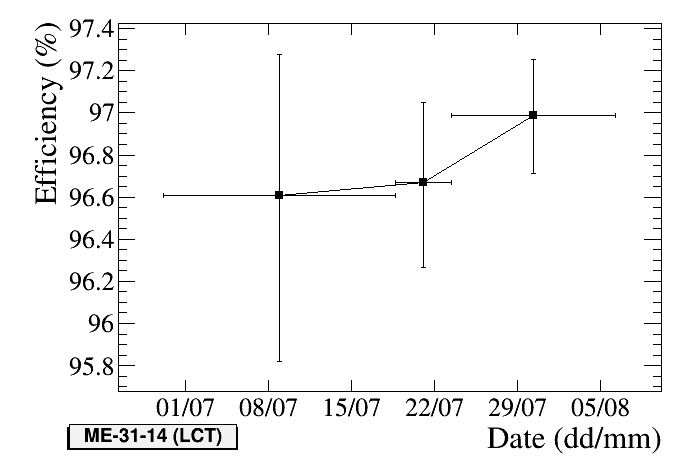 Efficiency (%)
97.4
97.2
97
96.8
96.6
96.4
96.2
96
95.8
01/07 08/07 15/07 22/07 29/07 05/08
ME-31-14 (LCT)
Date (dd/mm)